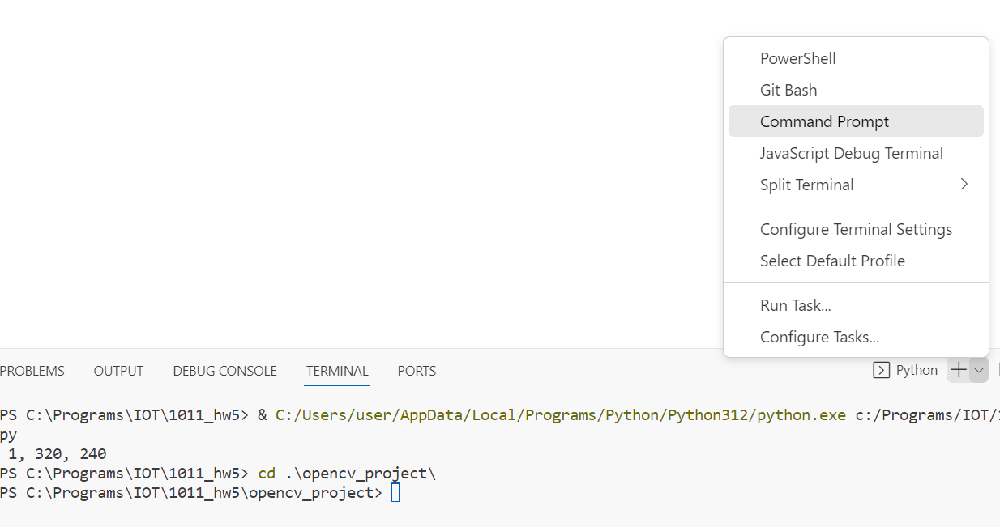 PowerShell
Git Bash
Command Prompt
JavaScript Debug Terminal
Split Terminal
Configure Terminal Settings
Select Default Profile
Run Task...
Configure Tasks...
PROBLEMS OUTPUT DEBUG CONSOLE TERMINAL PORTS Python
PS C:\Programs\IOT\1011_hw5> & C:/Users/user/AppData/Local/Programs/Python/Python312/python.exe c:/Programs/IOT/
py
1, 320, 240
PS C:\Programs\IOT\1011_hw5> cd .\opencv_project\
PS C:\Programs\IOT\1011_hw5\opencv_project>